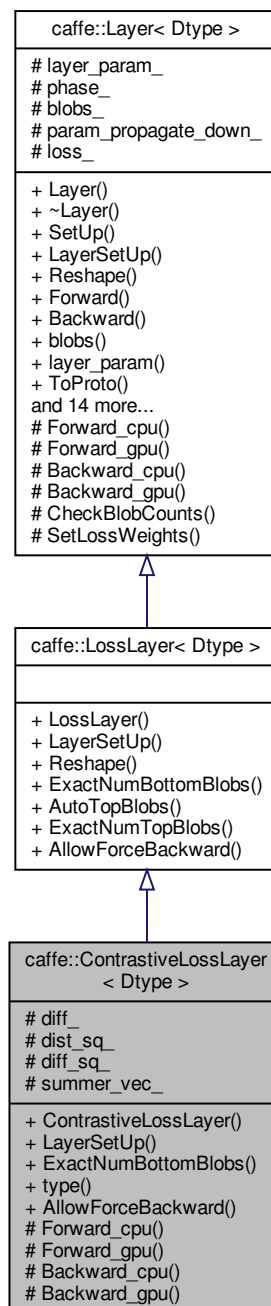 caffe::Layer< Dtype >
# layer_param_
# phase_
# blobs_
# param_propagate_down_
# loss_
+ Layer()
+ ~Layer()
+ SetUp()
+ LayerSetUp()
+ Reshape()
+ Forward()
+ Backward()
+ blobs()
+ layer_param()
+ ToProto()
and 14 more...
# Forward_cpu()
# Forward_gpu()
# Backward_cpu()
# Backward_gpu()
# CheckBlobCounts()
# SetLossWeights()
caffe::LossLayer< Dtype >
+ LossLayer()
+ LayerSetUp()
+ Reshape()
+ ExactNumBottomBlobs()
+ AutoTopBlobs()
+ ExactNumTopBlobs()
+ AllowForceBackward()
caffe::ContrastiveLossLayer
< Dtype >
# diff_
# dist_sq_
# diff_sq_
# summer_vec_
+ ContrastiveLossLayer()
+ LayerSetUp()
+ ExactNumBottomBlobs()
+ type()
+ AllowForceBackward()
# Forward_cpu()
# Forward_gpu()
# Backward_cpu()
# Backward_gpu()